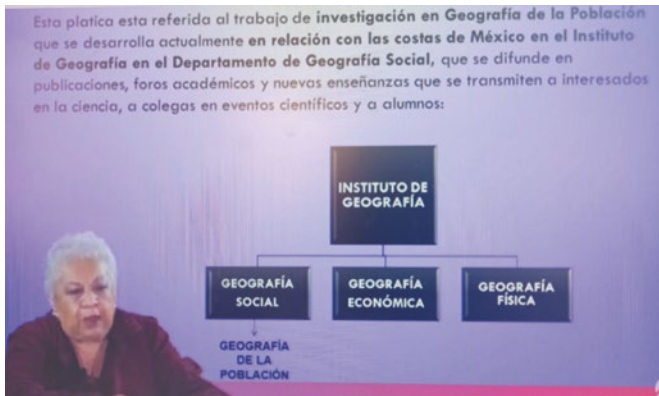 Esta platica esta referida al trabajo de investigación en Geografía de la Población
que se desarrolla actualmente en relación con las costas de México en el Instituto
de Geografía en el Departamento de Geografía Social, que se difunde en
publicaciones, foros académicos y nuevas enseñanzas que se transmiten a interesados
en la ciencia, a colegas en eventos científicos y a alumnos:
INSTITUTO DE
GEOGRAFÍA
GEOGRAFÍA
SOCIAL
GEOGRAFÍA
ECONÓMICA
GEOGRAFÍA
FÍSICA
GEOGRAFÍA
DE LA
POBLACIÓN